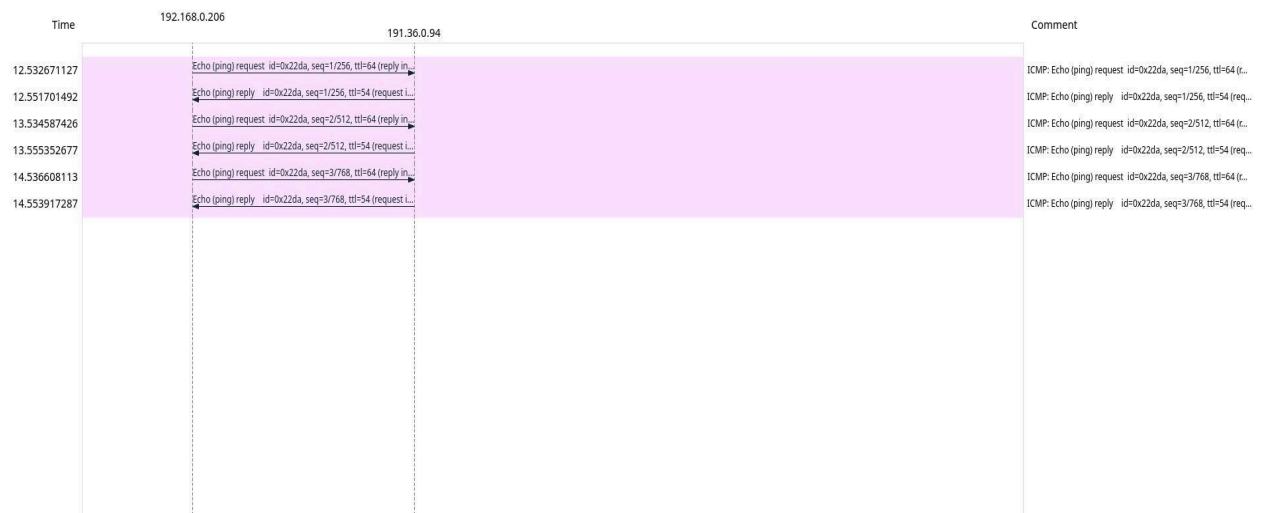 192.168.0.206
Time
Comment
191.36.0.94
12.532671127 Echo (ping) request id=0x22da, seq=1/256, ttl=64 (reply in... ICMP: Echo (ping) request id=0x22da, seq=1/256, ttl=64 (r...
12.551701492 Echo (ping) reply id=0x22da, seq=1/256, ttl=54 (request i... ICMP: Echo (ping) reply id=0x22da, seq=1/256, ttl=54 (req...
13.534587426 Echo (ping) request id=0x22da, seq=2/512, ttl=64 (reply in... ICMP: Echo (ping) request id=0x22da, seq=2/512, ttl=64 (r...
13.555352677 Echo (ping) reply id=0x22da, seq=2/512, ttl=54 (request i... ICMP: Echo (ping) reply id=0x22da, seq=2/512, ttl=54 (req...
14.536608113 Echo (ping) request id=0x22da, seq=3/768, ttl=64 (reply in... ICMP: Echo (ping) request id=0x22da, seq=3/768, ttl=64 (r...
14.553917287 Echo (ping) reply id=0x22da, seq=3/768, ttl=54 (request i... ICMP: Echo (ping) reply id=0x22da, seq=3/768, ttl=54 (req...